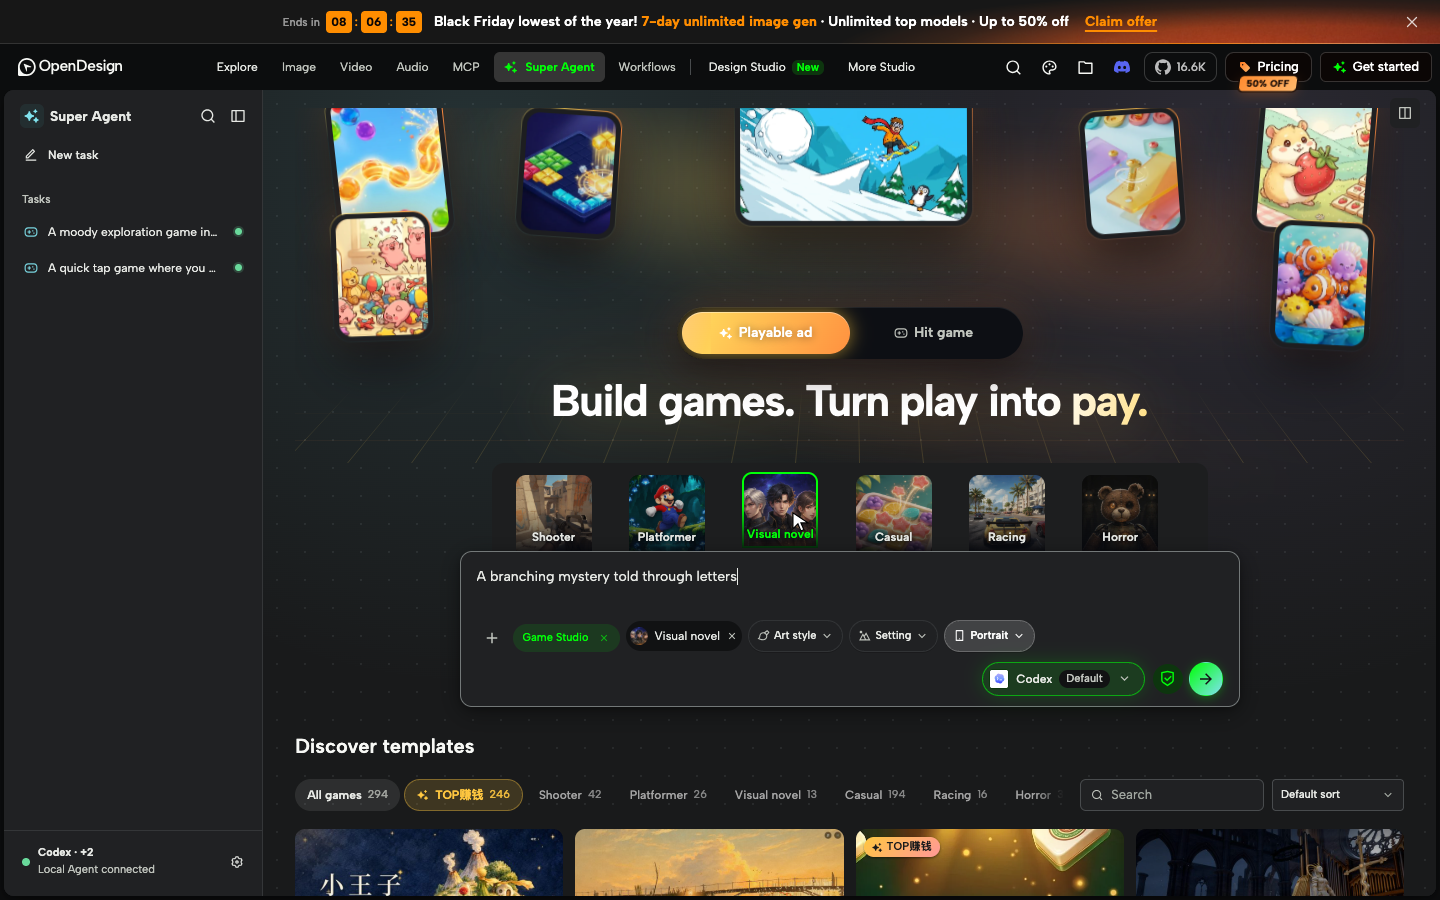 Ends in 08 : 06 : 35 Black Friday lowest of the year! 7-day unlimited image gen · Unlimited top models · Up to 50% off Claim offer
OpenDesign Explore Image Video Audio MCP Super Agent Workflows Design Studio New More Studio 16.6K Pricing Get started
50% OFF
Super Agent
New task
Tasks
A moody exploration game in...
A quick tap game where you ...
Playable ad Hit game
Build games. Turn play into pay.
Shooter Platformer Visual novel Casual Racing Horror
A branching mystery told through letters
Game Studio Visual novel Art style Setting Portrait
Codex Default
Discover templates
All games 294 TOP赚钱 246 Shooter 42 Platformer 26 Visual novel 13 Casual 194 Racing 16 Horror Search Default sort
小王子
TOP赚钱
Codex · +2
Local Agent connected